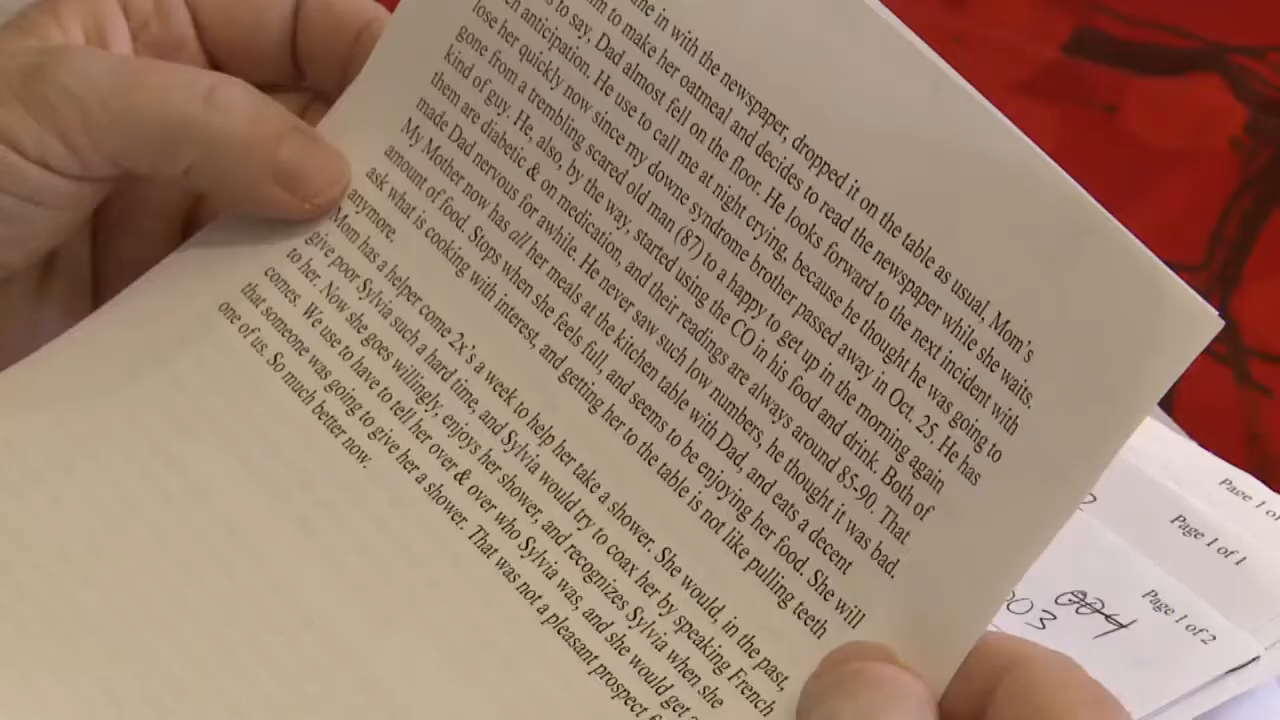 ne in with the newspaper, dropped it on the table as usual. Mom's
m to make her oatmeal and decides to read the newspaper while she waits.
s to say, Dad almost fell on the floor. He looks forward to the next incident with
anticipation. He use to call me at night crying, because he thought he was going to
lose her quickly now since my downe syndrome brother passed away in Oct. 25. He has
gone from a trembling scared old man (87) to a happy to get up in the morning again
kind of guy. He, also, by the way, started using the CO in his food and drink. Both of
them are diabetic & on medication, and their readings are always around 85-90. That
made Dad nervous for awhile. He never saw such low numbers, he thought it was bad.
My Mother now has all her meals at the kitchen table with Dad, and eats a decent
amount of food. Stops when she feels full, and seems to be enjoying her food. She will
ask what is cooking with interest, and getting her to the table is not like pulling teeth
anymore.
Mom has a helper come 2x's a week to help her take a shower. She would, in the past,
give poor Sylvia such a hard time, and Sylvia would try to coax her by speaking French
to her. Now she goes willingly, enjoys her shower, and recognizes Sylvia when she
comes. We use to have to tell her over & over who Sylvia was, and she would get
that someone was going to give her a shower. That was not a pleasant prospect f
one of us. So much better now.
Page 1 of
Page 1 of 1
Page 1 of 2
003